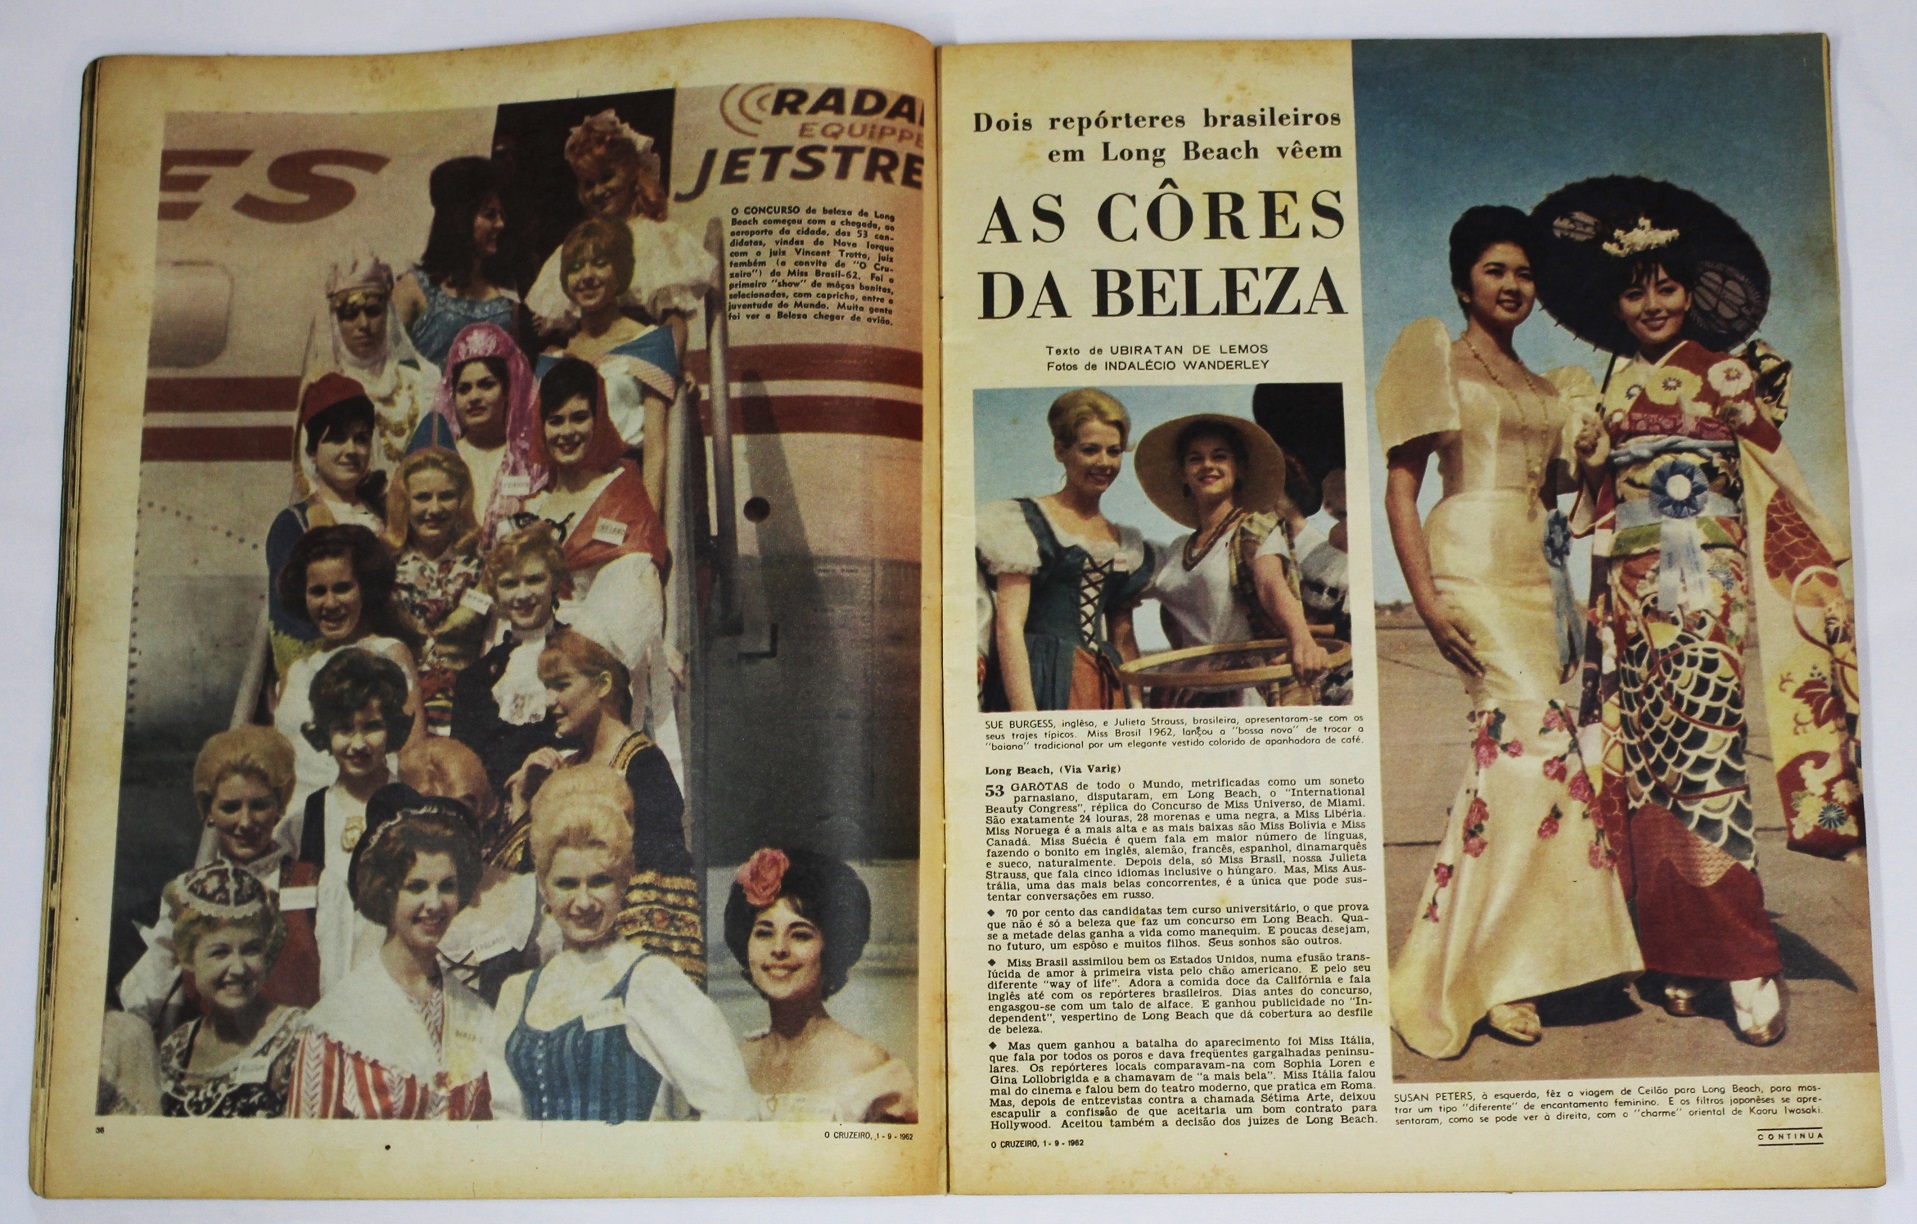 ES
RADA
EQUIPPE
JETSTRE
O CONCURSO de beleza de Long
Beach começou com a chegada, ao
aeroporto da cidade, das 53 can-
didatas, vindas de Nova Iorque
com o juiz Vincent Trotta, juiz
também (a convite de "O Cru-
zeiro") do Miss Brasil-62. Foi o
primeiro "show" de môças bonitas,
selecionadas, com capricho, entre a
juventude do Mundo. Muita gente
foi ver a Beleza chegar de avião.
O CRUZEIRO, 1 - 9 - 1962
Dois repórteres brasileiros
em Long Beach vêem
AS CÔRES
DA BELEZA
Texto de UBIRATAN DE LEMOS
Fotos de INDALÉCIO WANDERLEY
SUE BURGESS, inglêsa, e Julieta Strauss, brasileira, apresentaram-se com os
seus trajes típicos. Miss Brasil 1962, lançou a "bossa nova" de trocar a
"baiana" tradicional por um elegante vestido colorido de apanhadora de café.
Long Beach, (Via Varig)
53 GAROTAS de todo o Mundo, metrificadas como um soneto
parnasiano, disputaram, em Long Beach, o "International
Beauty Congress", réplica do Concurso de Miss Universo, de Miami.
São exatamente 24 louras, 28 morenas e uma negra, a Miss Libéria.
Miss Noruega é a mais alta e as mais baixas são Miss Bolívia e Miss
Canadá. Miss Suécia é quem fala em maior número de línguas,
fazendo o bonito em inglês, alemão, francês, espanhol, dinamarquês
e sueco, naturalmente. Depois dela, só Miss Brasil, nossa Julieta
Strauss, que fala cinco idiomas inclusive o húngaro. Mas, Miss Aus-
trália, uma das mais belas concorrentes, é a única que pode sus-
tentar conversações em russo.
◆ 70 por cento das candidatas tem curso universitário, o que prova
que não é só a beleza que faz um concurso em Long Beach. Qua-
se a metade delas ganha a vida como manequim. E poucas desejam,
no futuro, um espôso e muitos filhos. Seus sonhos são outros.
◆ Miss Brasil assimilou bem os Estados Unidos, numa efusão trans-
lúcida de amor à primeira vista pelo chão americano. E pelo seu
diferente "way of life". Adora a comida doce da Califórnia e fala
inglês até com os repórteres brasileiros. Dias antes do concurso,
engasgou-se com um talo de alface. E ganhou publicidade no "In-
dependent", vespertino de Long Beach que dá cobertura ao desfile
de beleza.
◆ Mas quem ganhou a batalha do aparecimento foi Miss Itália,
que fala por todos os poros e dava freqüentes gargalhadas peninsu-
lares. Os repórteres locais comparavam-na com Sophia Loren e
Gina Lollobrigida e a chamavam de "a mais bela". Miss Itália falou
mal do cinema e falou bem do teatro moderno, que pratica em Roma.
Mas, depois de entrevistas contra a chamada Sétima Arte, deixou
escapulir a confissão de que aceitaria um bom contrato para
Hollywood. Aceitou também a decisão dos juízes de Long Beach.
O CRUZEIRO, 1 - 9 - 1962
SUSAN PETERS, à esquerda, fêz a viagem de Ceilão para Long Beach, para mos-
trar um tipo "diferente" de encantamento feminino. E os filtros japonêses se apre-
sentaram, como se pode ver à direita, com o "charme" oriental de Kaoru Iwasaki.
CONTINUA